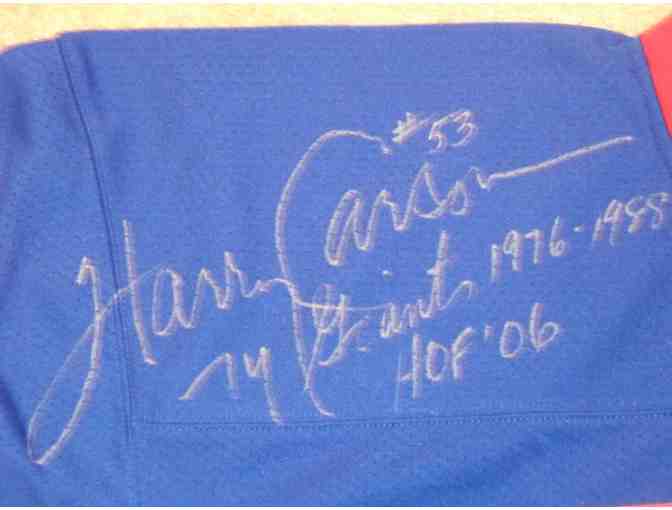 #53
Harry Carson
NY Giants 1976-1988
HOF '06